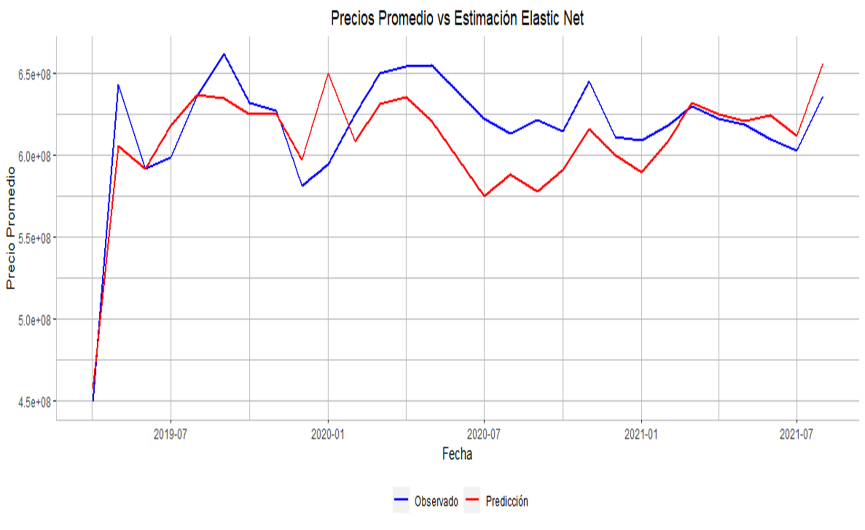 Precios Promedio vs Estimación Elastic Net
Precio Promedio
6.5e+08
6.0e+08
5.5e+08
5.0e+08
4.5e+08
2019-07
2020-01
2020-07
2021-01
2021-07
Fecha
Observado
Predicción